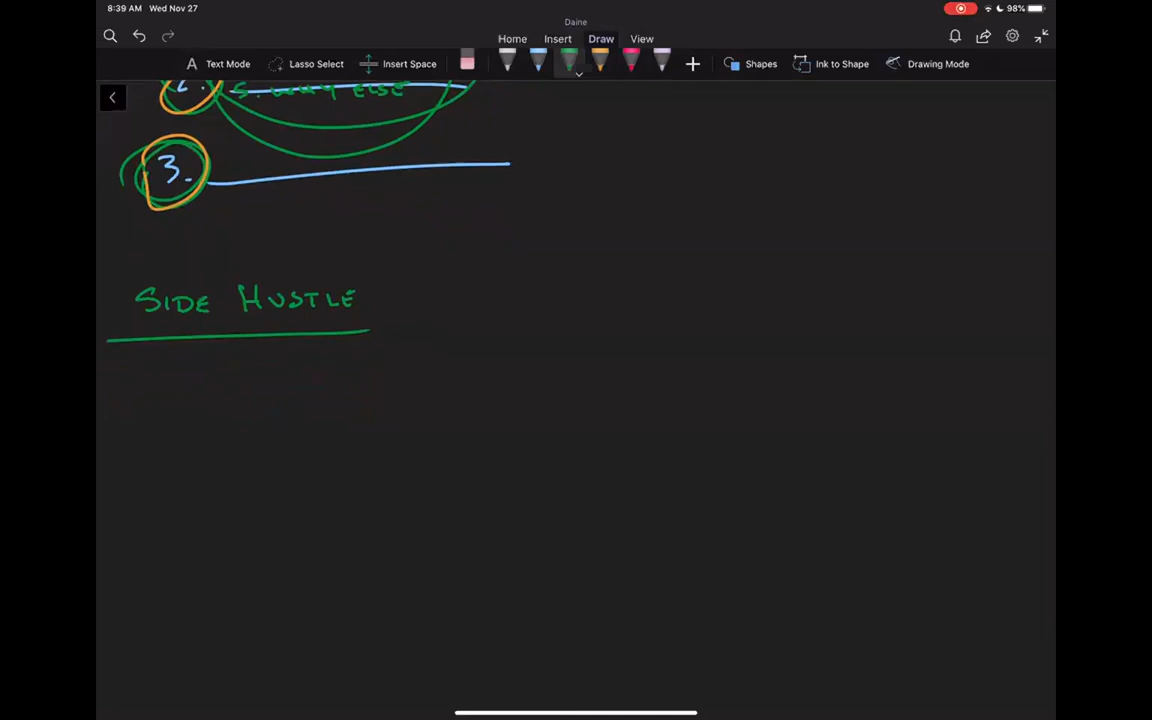 8:39 AM Wed Nov 27
98%
Daine
Home Insert Draw View
Text Mode Lasso Select Insert Space Shapes Ink to Shape Drawing Mode
ELSE
3.
SIDE HUSTLE